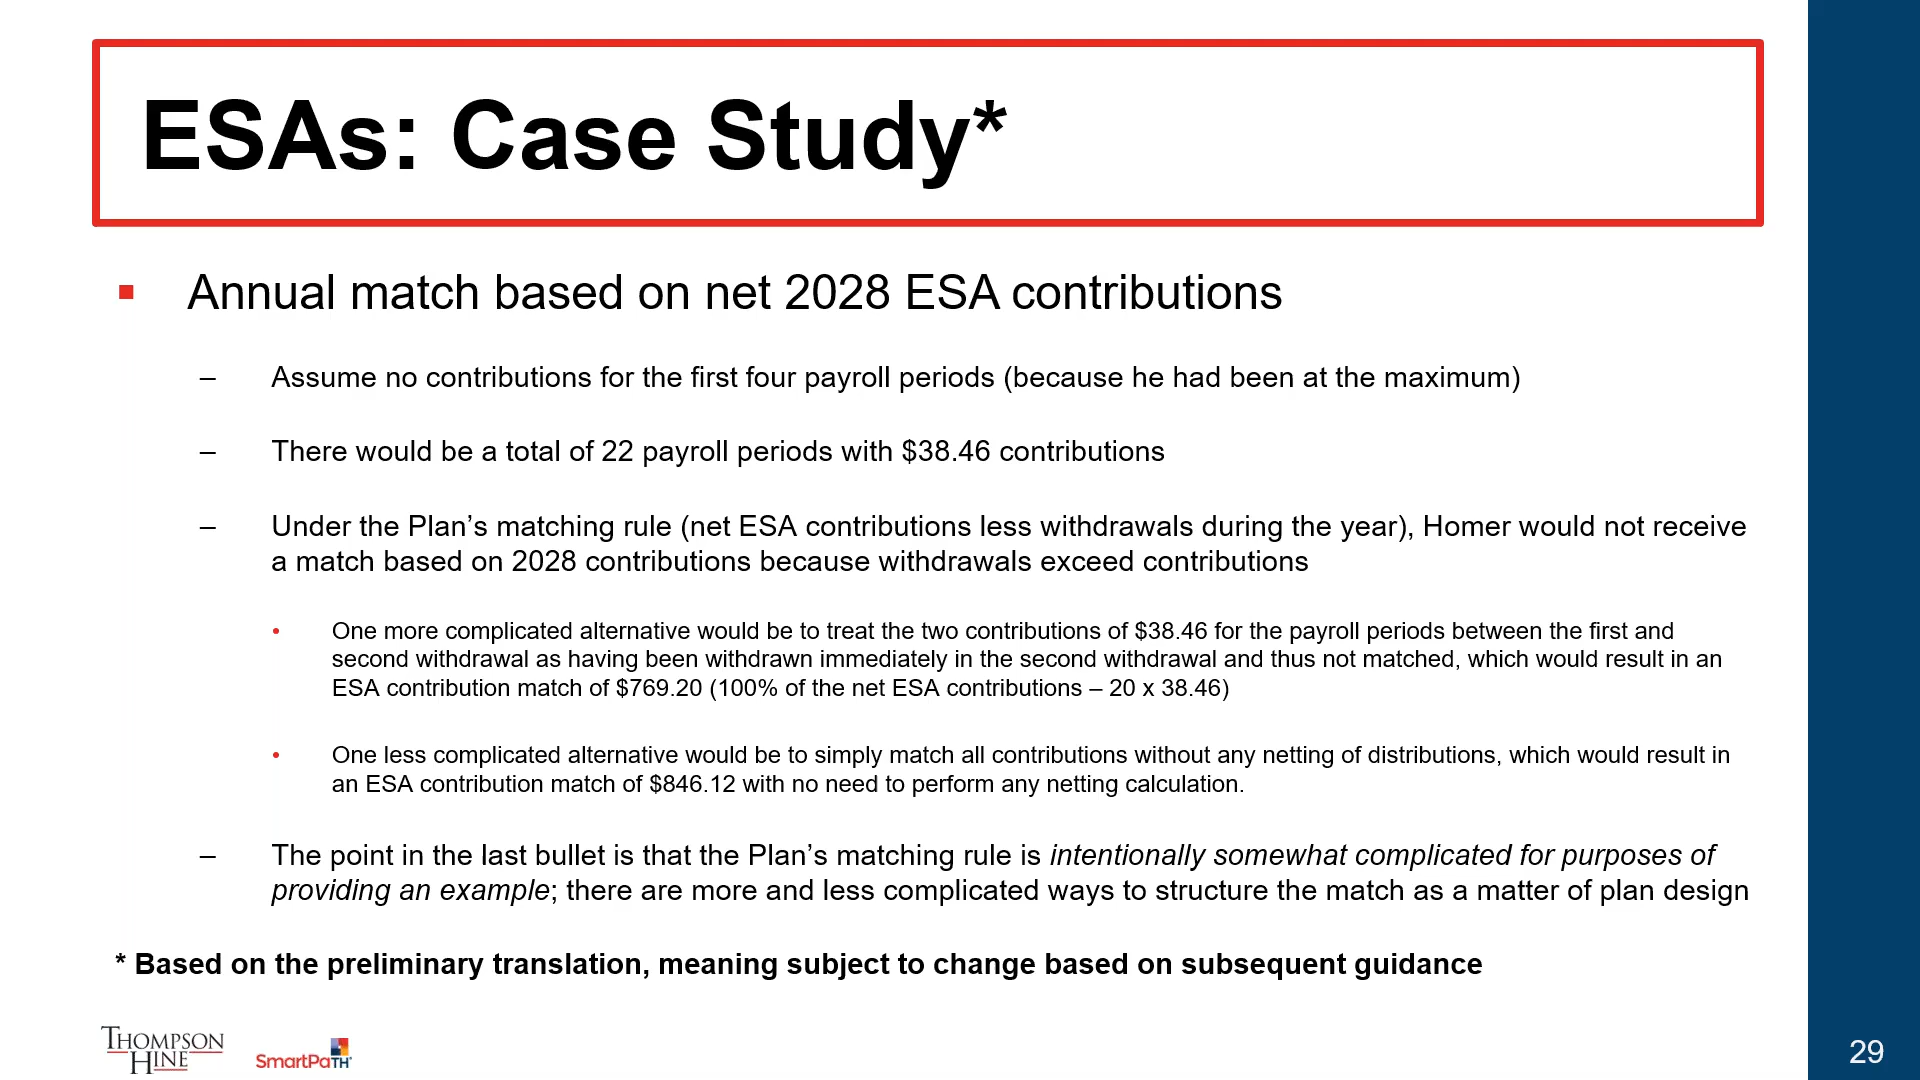 ESAs: Case Study*
▪ Annual match based on net 2028 ESA contributions
– Assume no contributions for the first four payroll periods (because he had been at the maximum)
– There would be a total of 22 payroll periods with $38.46 contributions
– Under the Plan’s matching rule (net ESA contributions less withdrawals during the year), Homer would not receive
a match based on 2028 contributions because withdrawals exceed contributions
• One more complicated alternative would be to treat the two contributions of $38.46 for the payroll periods between the first and
second withdrawal as having been withdrawn immediately in the second withdrawal and thus not matched, which would result in an
ESA contribution match of $769.20 (100% of the net ESA contributions – 20 x 38.46)
• One less complicated alternative would be to simply match all contributions without any netting of distributions, which would result in
an ESA contribution match of $846.12 with no need to perform any netting calculation.
– The point in the last bullet is that the Plan’s matching rule is intentionally somewhat complicated for purposes of
providing an example; there are more and less complicated ways to structure the match as a matter of plan design
* Based on the preliminary translation, meaning subject to change based on subsequent guidance
THOMPSON
HINE
SmartPaTH
29